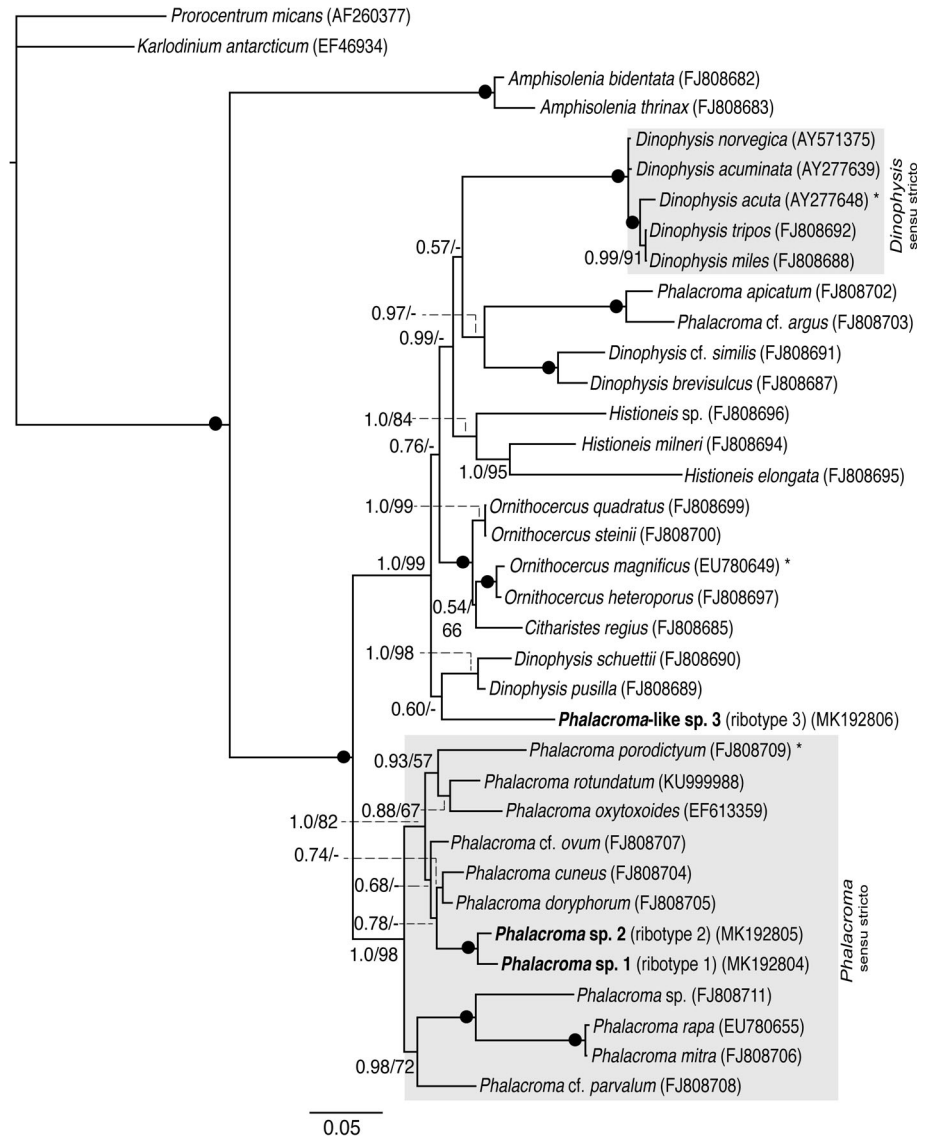 Prorocentrum micans (AF260377)
Karlodinium antarcticum (EF46934)
Amphisolenia bidentata (FJ808682)
Amphisolenia thrinax (FJ808683)
Dinophysis norvegica (AY571375)
Dinophysis acuminata (AY277639)
Dinophysis acuta (AY277648) *
Dinophysis tripos (FJ808692)
0.99/91
Dinophysis miles (FJ808688)
Dinophysis
sensu stricto
0.57/-
Phalacroma apicatum (FJ808702)
0.97/-
Phalacroma cf. argus (FJ808703)
0.99/-
Dinophysis cf. similis (FJ808691)
Dinophysis brevisulcus (FJ808687)
1.0/84
Histioneis sp. (FJ808696)
0.76/-
Histioneis milneri (FJ808694)
1.0/95
Histioneis elongata (FJ808695)
1.0/99
Ornithocercus quadratus (FJ808699)
Ornithocercus steinii (FJ808700)
1.0/99
Ornithocercus magnificus (EU780649) *
Ornithocercus heteroporus (FJ808697)
0.54/
66
Citharistes regius (FJ808685)
1.0/98
Dinophysis schuettii (FJ808690)
Dinophysis pusilla (FJ808689)
0.60/-
Phalacroma-like sp. 3 (ribotype 3) (MK192806)
Phalacroma porodictyum (FJ808709) *
0.93/57
Phalacroma rotundatum (KU999988)
0.88/67
Phalacroma oxytoxoides (EF613359)
1.0/82
Phalacroma cf. ovum (FJ808707)
0.74/-
Phalacroma cuneus (FJ808704)
0.68/-
Phalacroma doryphorum (FJ808705)
0.78/-
Phalacroma sp. 2 (ribotype 2) (MK192805)
1.0/98
Phalacroma sp. 1 (ribotype 1) (MK192804)
Phalacroma
sensu stricto
Phalacroma sp. (FJ808711)
Phalacroma rapa (EU780655)
Phalacroma mitra (FJ808706)
0.98/72
Phalacroma cf. parvalum (FJ808708)
0.05